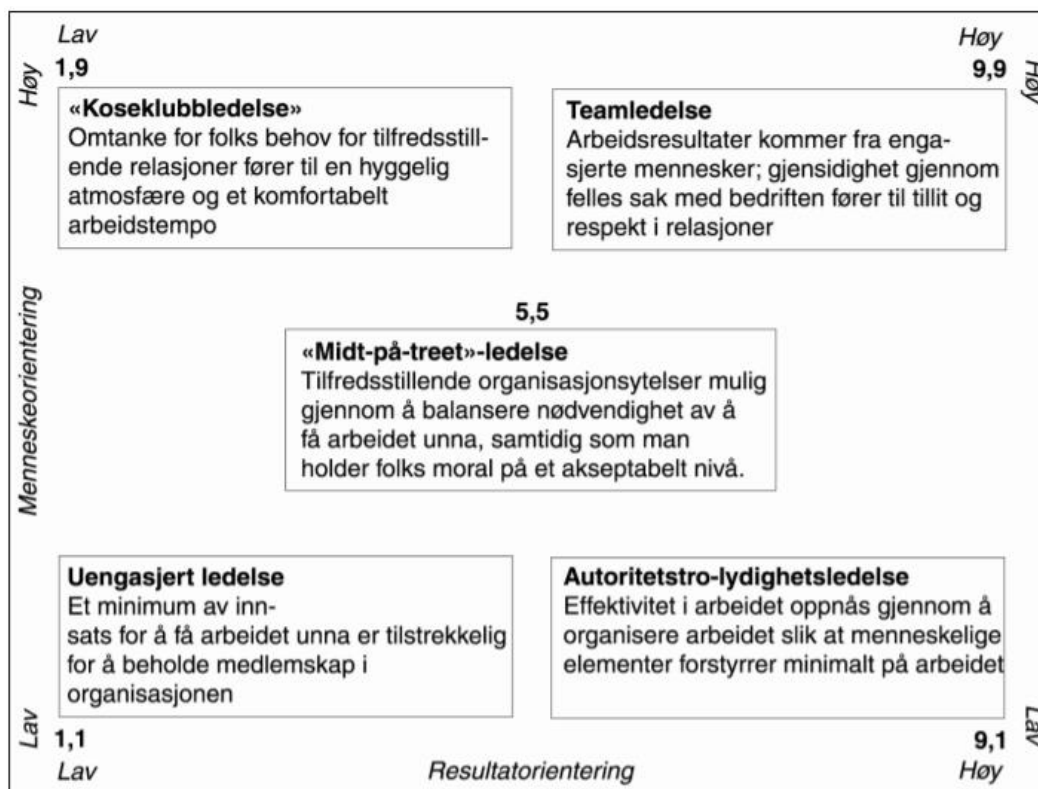 Lav
Høy
1,9
9,9
Høy
Høy
«Koseklubbledelse»
Omtanke for folks behov for tilfredsstill-
ende relasjoner fører til en hyggelig
atmosfære og et komfortabelt
arbeidstempo
Teamledelse
Arbeidsresultater kommer fra enga-
sjerte mennesker; gjensidighet gjennom
felles sak med bedriften fører til tillit og
respekt i relasjoner
Menneskeorientering
5,5
«Midt-på-treet»-ledelse
Tilfredsstillende organisasjonsytelser mulig
gjennom å balansere nødvendighet av å
få arbeidet unna, samtidig som man
holder folks moral på et akseptabelt nivå.
Uengasjert ledelse
Et minimum av inn-
sats for å få arbeidet unna er tilstrekkelig
for å beholde medlemskap i
organisasjonen
Autoritetstro-lydighetsledelse
Effektivitet i arbeidet oppnås gjennom å
organisere arbeidet slik at menneskelige
elementer forstyrrer minimalt på arbeidet
Lav
Lav
1,1
9,1
Lav
Resultatorientering
Høy